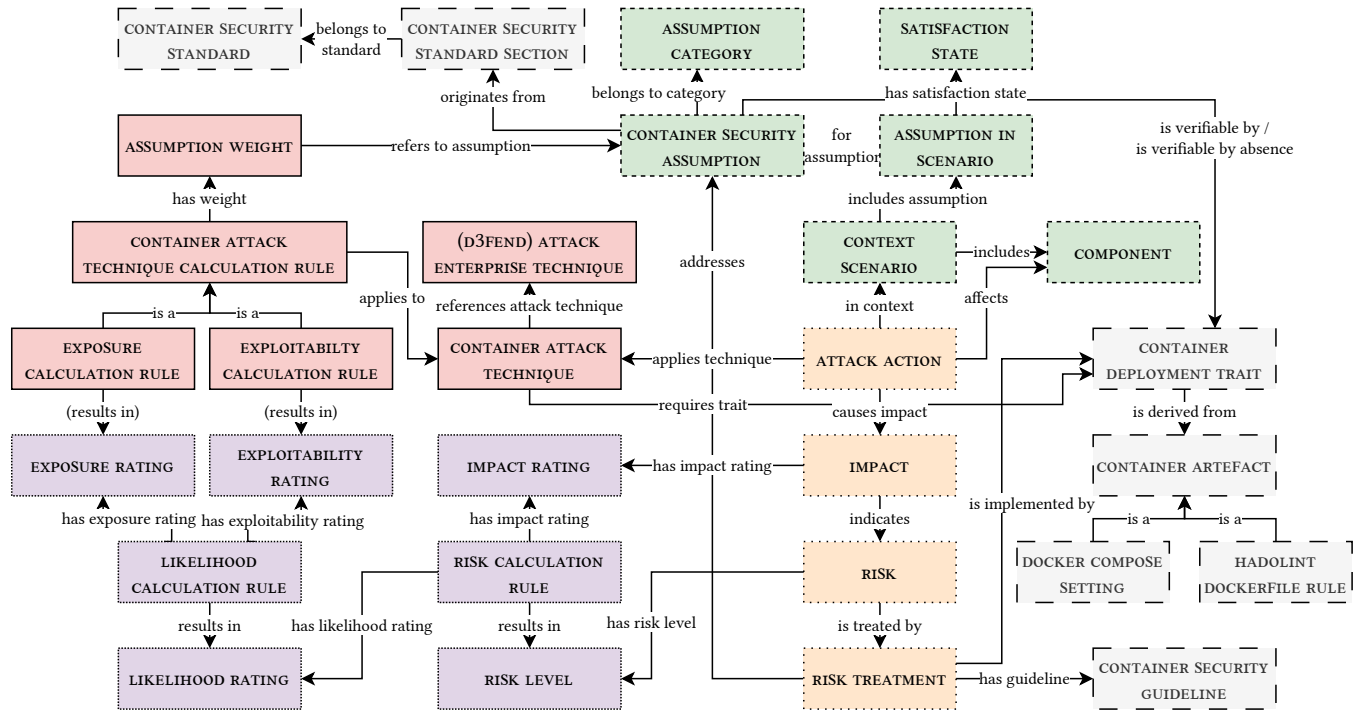 CONTAINER SECURITY
STANDARD
belongs to
standard
CONTAINER SECURITY
STANDARD SECTION
ASSUMPTION
CATEGORY
SATISFACTION
STATE
originates from
belongs to category
has satisfaction state
ASSUMPTION WEIGHT
refers to assumption
CONTAINER SECURITY
ASSUMPTION
for
assumption
ASSUMPTION IN
SCENARIO
is verifiable by /
is verifiable by absence
has weight
includes assumption
CONTAINER ATTACK
TECHNIQUE CALCULATION RULE
(D3FEND) ATTACK
ENTERPRISE TECHNIQUE
addresses
CONTEXT
SCENARIO
includes
COMPONENT
applies to
references attack technique
in context
affects
is a
is a
EXPOSURE
CALCULATION RULE
EXPLOITABILTY
CALCULATION RULE
CONTAINER ATTACK
TECHNIQUE
applies technique
ATTACK ACTION
CONTAINER
DEPLOYMENT TRAIT
(results in)
(results in)
requires trait
causes impact
is derived from
EXPOSURE RATING
EXPLOITABILITY
RATING
IMPACT RATING
has impact rating
IMPACT
CONTAINER ARTEFACT
is implemented by
has exposure rating
has exploitability rating
has impact rating
indicates
is a
is a
LIKELIHOOD
CALCULATION RULE
RISK CALCULATION
RULE
RISK
DOCKER COMPOSE
SETTING
HADOLINT
DOCKERFILE RULE
results in
has likelihood rating
results in
has risk level
is treated by
LIKELIHOOD RATING
RISK LEVEL
RISK TREATMENT
has guideline
CONTAINER SECURITY
GUIDELINE